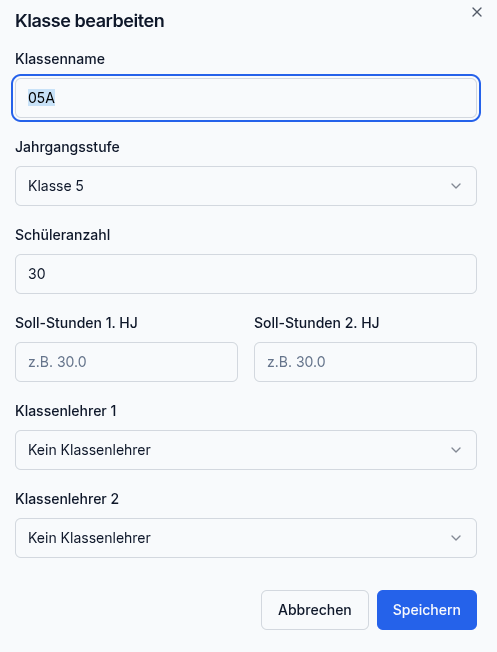 Klasse bearbeiten
Klassenname
05A
Jahrgangsstufe
Klasse 5
Schüleranzahl
30
Soll-Stunden 1. HJ Soll-Stunden 2. HJ
z.B. 30.0 z.B. 30.0
Klassenlehrer 1
Kein Klassenlehrer
Klassenlehrer 2
Kein Klassenlehrer
Abbrechen Speichern